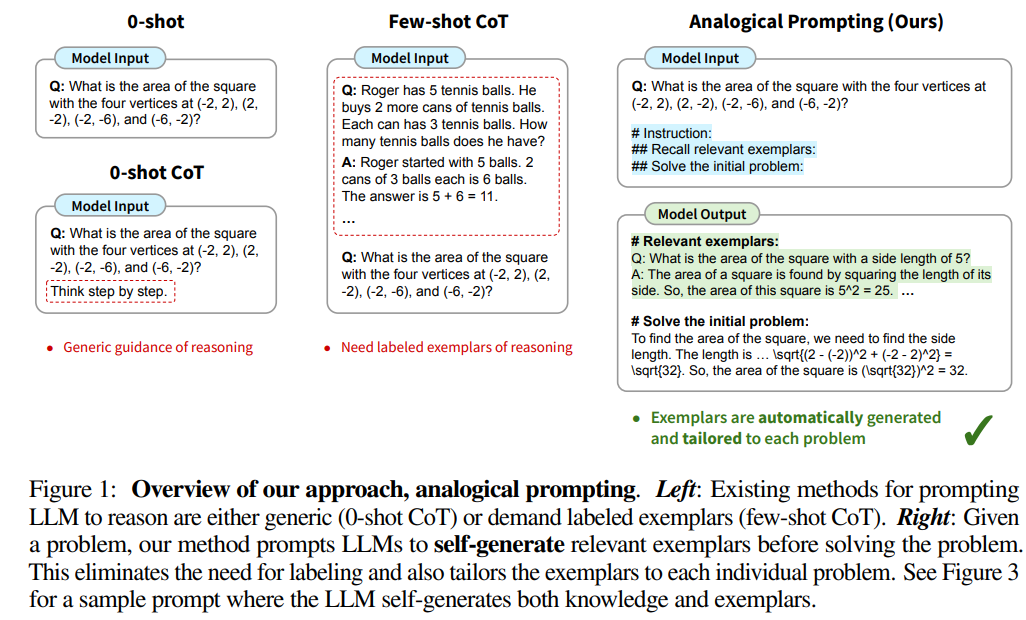 0-shot
Model Input
Q: What is the area of the square
with the four vertices at (-2, 2), (2,
-2), (-2, -6), and (-6, -2)?
0-shot CoT
Model Input
Q: What is the area of the square
with the four vertices at (-2, 2), (2,
-2), (-2, -6), and (-6, -2)?
Think step by step.
• Generic guidance of reasoning
Few-shot CoT
Model Input
Q: Roger has 5 tennis balls. He
buys 2 more cans of tennis balls.
Each can has 3 tennis balls. How
many tennis balls does he have?
A: Roger started with 5 balls. 2
cans of 3 balls each is 6 balls.
The answer is 5 + 6 = 11.
...
Q: What is the area of the square
with the four vertices at (-2, 2), (2,
-2), (-2, -6), and (-6, -2)?
• Need labeled exemplars of reasoning
Analogical Prompting (Ours)
Model Input
Q: What is the area of the square with the four vertices at
(-2, 2), (2, -2), (-2, -6), and (-6, -2)?
# Instruction:
## Recall relevant exemplars:
## Solve the initial problem:
Model Output
# Relevant exemplars:
Q: What is the area of the square with a side length of 5?
A: The area of a square is found by squaring the length of its
side. So, the area of this square is 5^2 = 25. ...
# Solve the initial problem:
To find the area of the square, we need to find the side
length. The length is … \sqrt{(2 - (-2))^2 + (-2 - 2)^2} =
\sqrt{32}. So, the area of the square is (\sqrt{32})^2 = 32.
• Exemplars are automatically generated
and tailored to each problem ✓
Figure 1: Overview of our approach, analogical prompting. Left: Existing methods for prompting
LLM to reason are either generic (0-shot CoT) or demand labeled exemplars (few-shot CoT). Right: Given
a problem, our method prompts LLMs to self-generate relevant exemplars before solving the problem.
This eliminates the need for labeling and also tailors the exemplars to each individual problem. See Figure 3
for a sample prompt where the LLM self-generates both knowledge and exemplars.